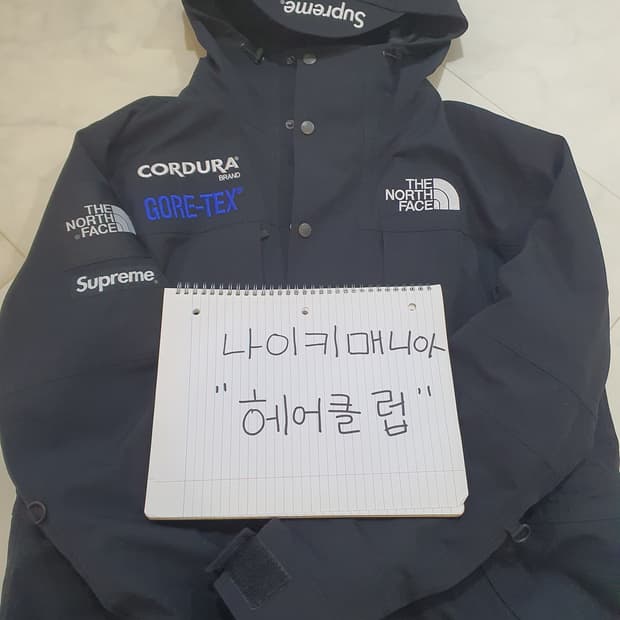 Supreme
CORDURA®
BRAND
GORE-TEX®
THE
NORTH
FACE
THE
NORTH
FACE
Supreme®
나이키매니아
"헤어클럽"